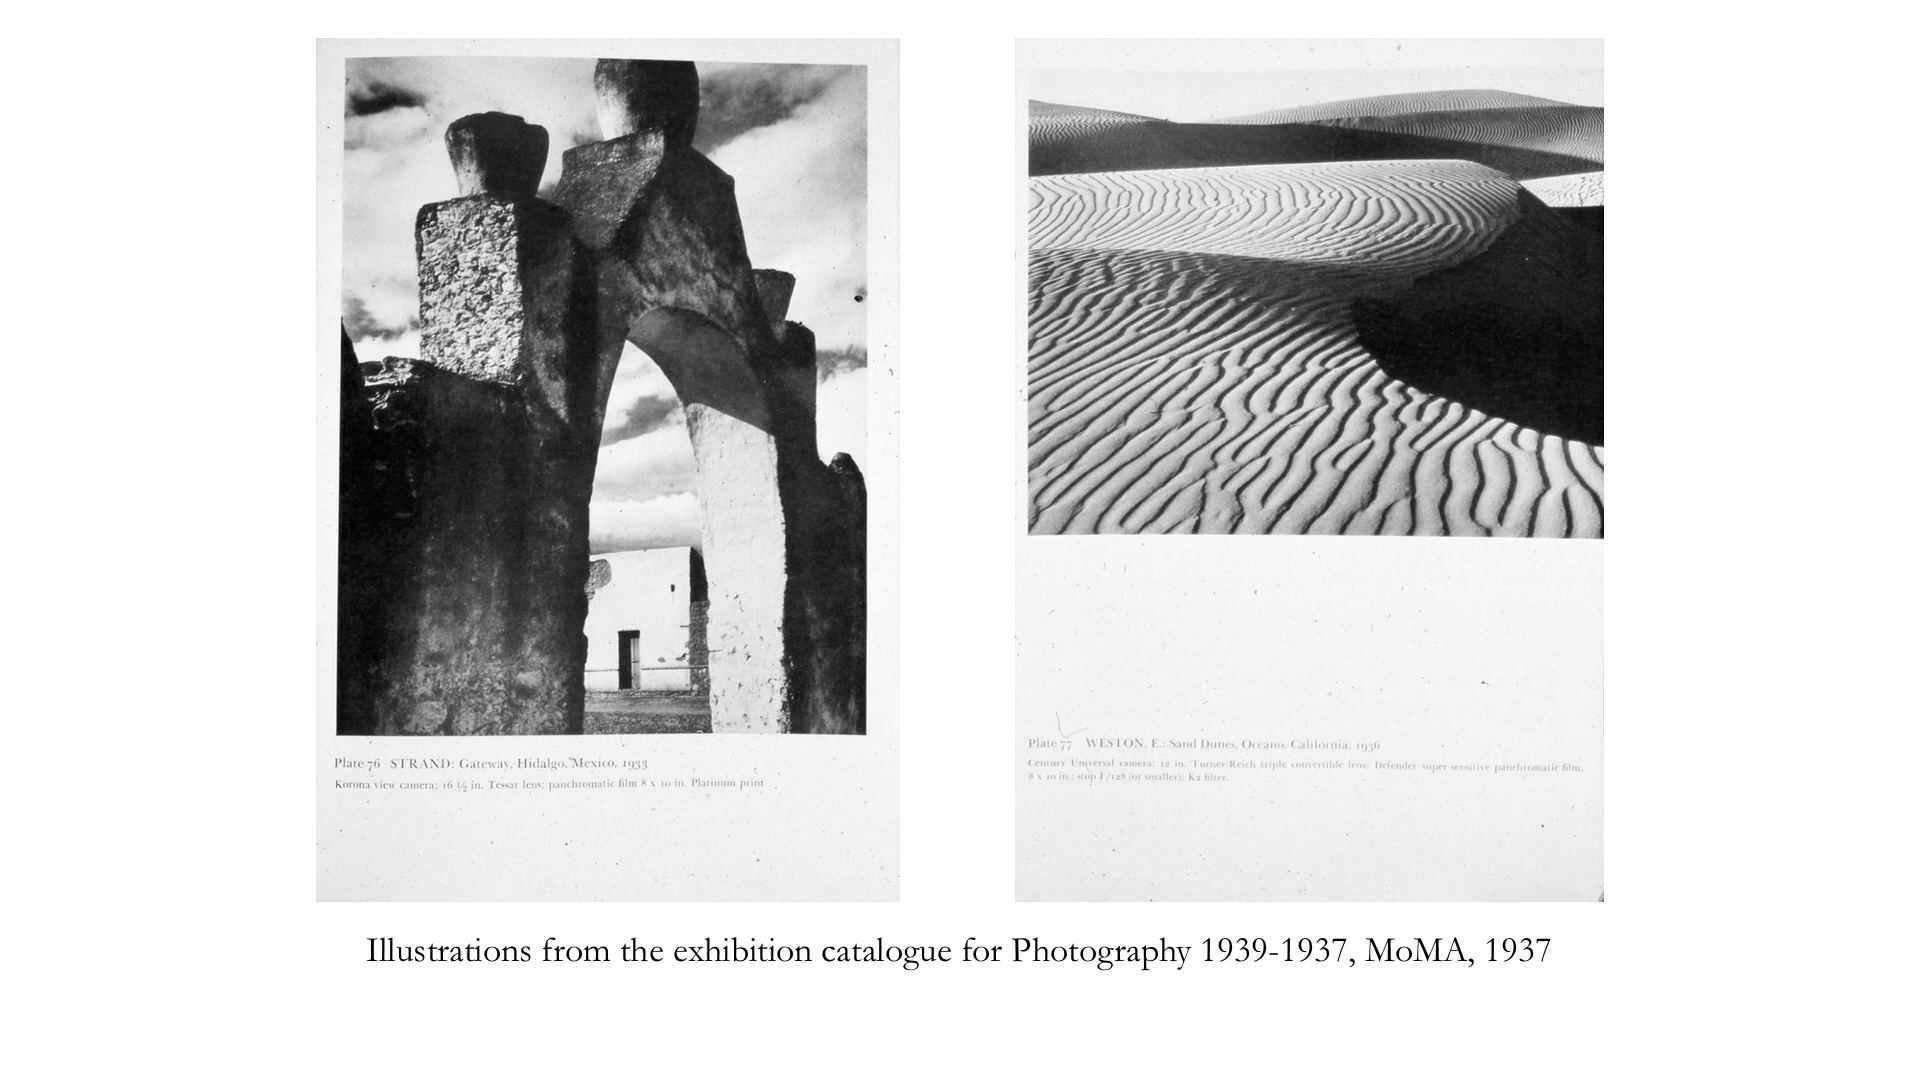 Plate 76 STRAND: Gateway, Hidalgo, Mexico. 1933
Korona view camera; 16 ½ in. Tessar lens; panchromatic film 8 x 10 in. Platinum print
Plate 77 WESTON, E.: Sand Dunes, Oceano, California, 1936
Century Universal camera; 12 in. Turner-Reich triple convertible lens; Defender super-sensitive panchromatic film,
8 x 10 in.; stop F/128 (or smaller); K2 filter.
Illustrations from the exhibition catalogue for Photography 1939-1937, MoMA, 1937